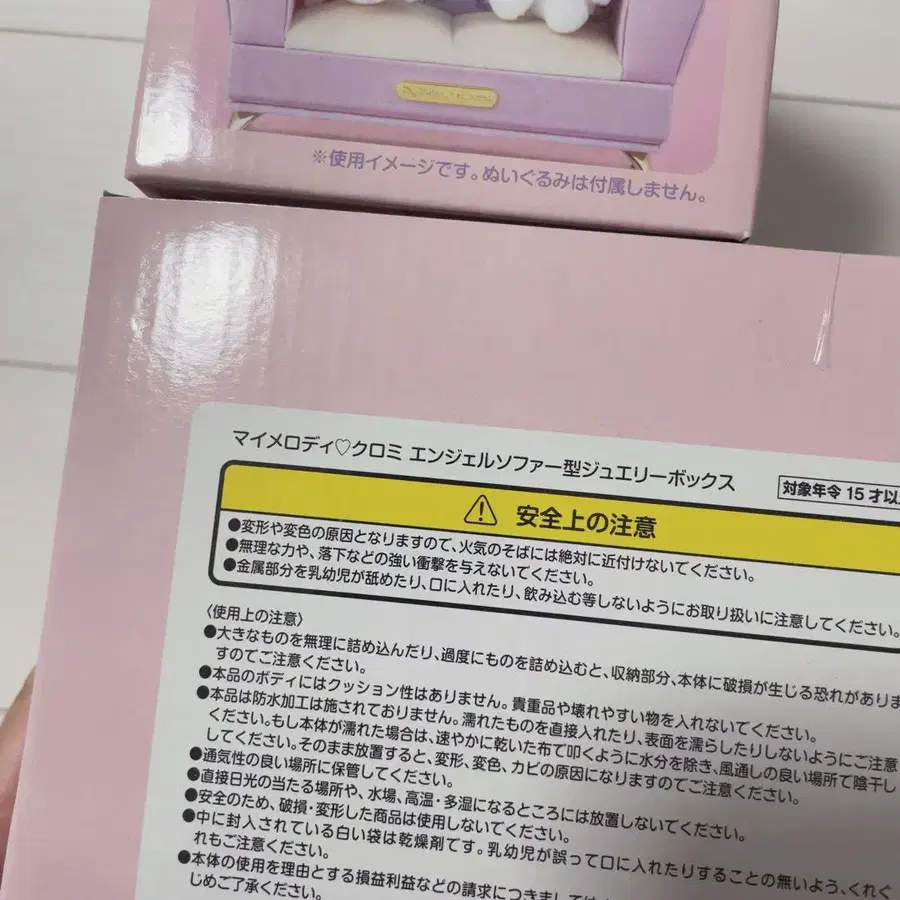 ※使用イメージです。ぬいぐるみは付属しません。
マイメロディ♡クロミ エンジェルソファー型ジュエリーボックス
対象年令 15 才以
⚠ 安全上の注意
●変形や変色の原因となりますので、火気のそばには絶対に近付けないでください。
●無理な力や、落下などの強い衝撃を与えないでください。
●金属部分を乳幼児が舐めたり、口に入れたり、飲み込む等しないようにお取り扱いに注意してください。
〈使用上の注意〉
●大きなものを無理に詰め込んだり、過度にものを詰め込むと、収納部分、本体に破損が生じる恐れがありま
すのでご注意ください。
●本品のボディにはクッション性はありません。貴重品や壊れやすい物を入れないでください。
●本品は防水加工は施されておりません。濡れたものを直接入れたり、表面を濡らしたりしないようにご注意
ください。もし本体が濡れた場合は、速やかに乾いた布で叩くように水分を除き、風通しの良い場所で陰干し
してください。そのまま放置すると、変形、変色、カビの原因になりますのでご注意ください。
●通気性の良い場所に保管してください。
●直接日光の当たる場所や、水場、高温・多湿になるところには放置しないでください。
●安全のため、破損・変形した商品は使用しないでください。
●中に封入されている白い袋は乾燥剤です。乳幼児が誤って口に入れたりすることの無いよう、くれぐ
れもご注意ください。
●本体の使用を理由とする損益利益などの請求につきましては
じめご了承ください。